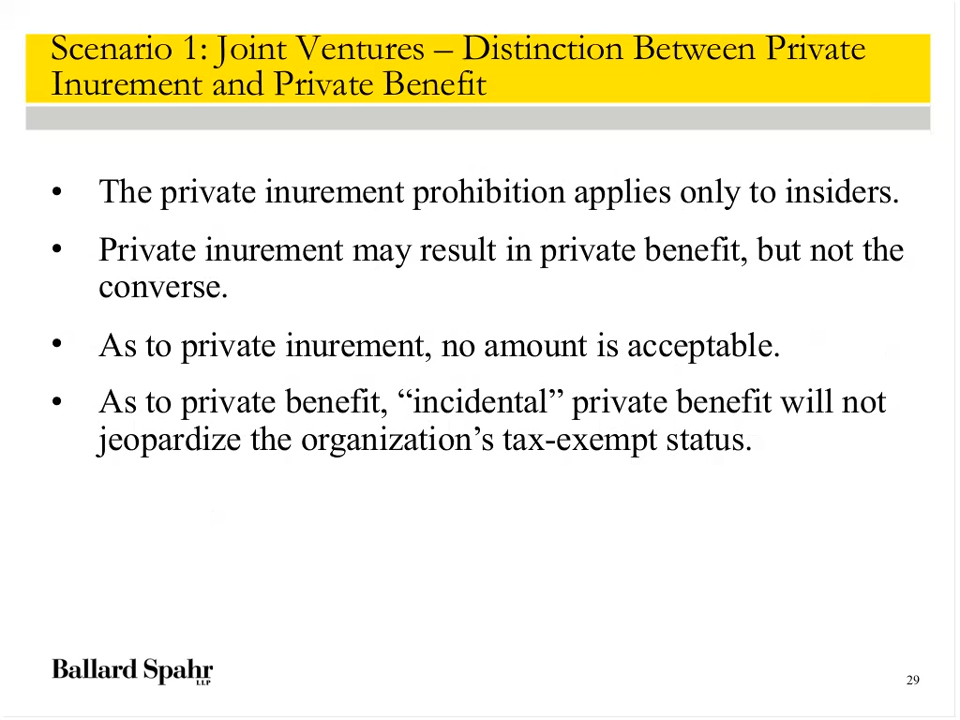 Scenario 1: Joint Ventures – Distinction Between Private
Inurement and Private Benefit
• The private inurement prohibition applies only to insiders.
• Private inurement may result in private benefit, but not the
converse.
• As to private inurement, no amount is acceptable.
• As to private benefit, “incidental” private benefit will not
jeopardize the organization’s tax-exempt status.
Ballard Spahr
LLP
29